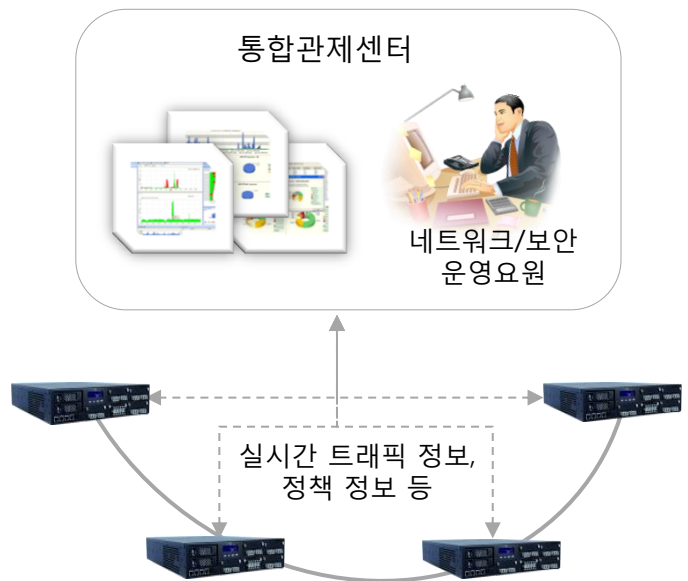 통합관제센터
네트워크/보안
운영요원
실시간 트래픽 정보,
정책 정보 등